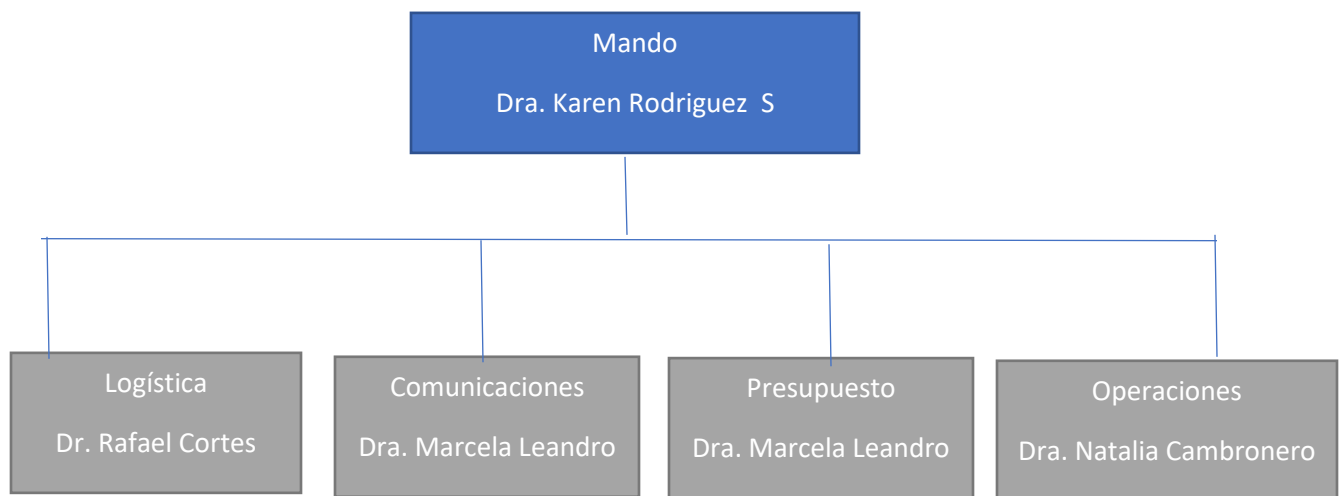 Mando
Dra. Karen Rodriguez  S
Logística
Dr. Rafael Cortes
Comunicaciones
Dra. Marcela Leandro
Presupuesto
Dra. Marcela Leandro
Operaciones
Dra. Natalia Cambronero